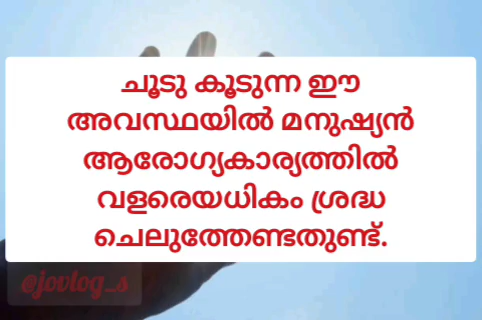 ചൂടു കൂടുന്ന ഈ
അവസ്ഥയിൽ മനുഷ്യൻ
ആരോഗ്യകാര്യത്തിൽ
വളരെയധികം ശ്രദ്ധ
ചെലുത്തേണ്ടതുണ്ട്.
@jovlog_s